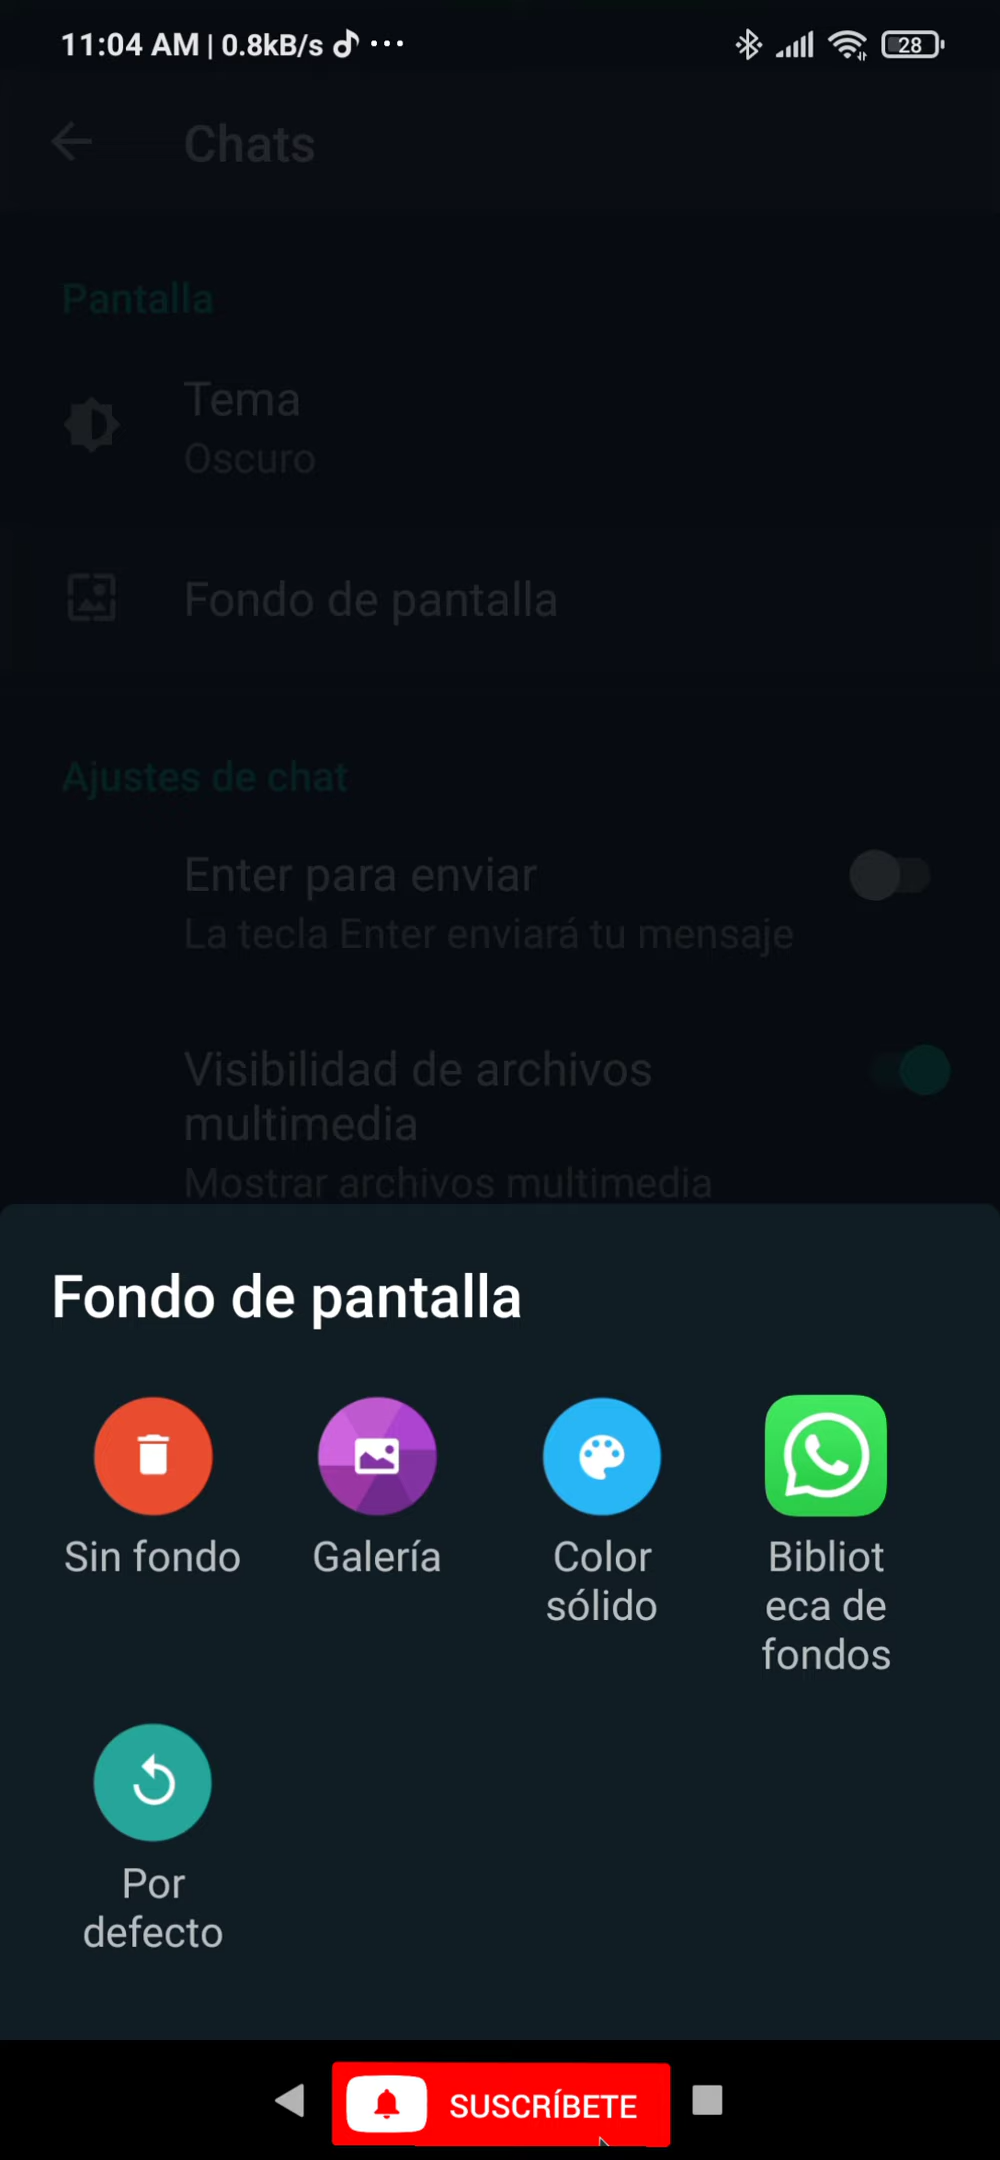 11:04 AM | 0.8kB/s ...
28
Chats
Pantalla
Tema
Oscuro
Fondo de pantalla
Ajustes de chat
Enter para enviar
La tecla Enter enviará tu mensaje
Visibilidad de archivos
multimedia
Mostrar archivos multimedia
Fondo de pantalla
Sin fondo
Galería
Color
sólido
Bibliot
eca de
fondos
Por
defecto
SUSCRÍBETE